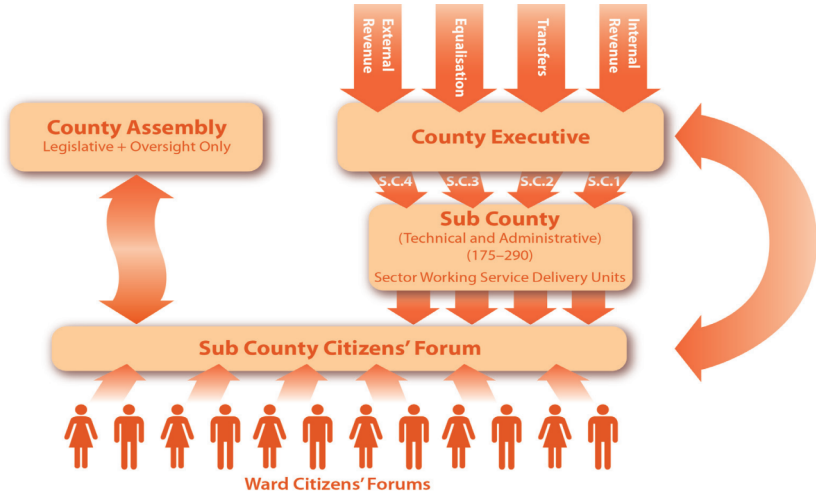 External
Revenue
Equalisation
Transfers
Internal
Revenue
County Assembly
Legislative + Oversight Only
County Executive
S.C.4
S.C.3
S.C.2
S.C.1
Sub County
(Technical and Administrative)
(175–290)
Sector Working Service Delivery Units
Sub County Citizens’ Forum
Ward Citizens’ Forums